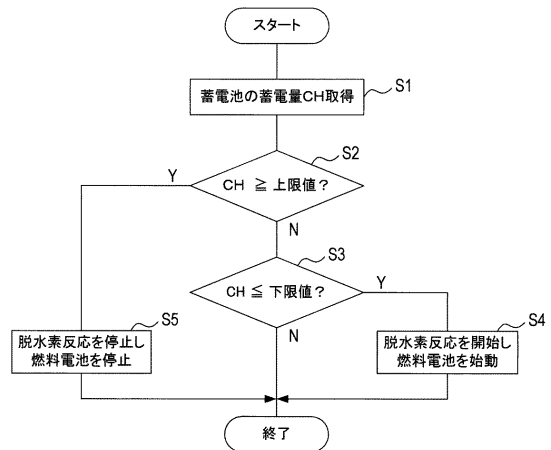 スタート
蓄電池の蓄電量CH取得
S1
S2
CH ≧ 上限値？
Y
N
S3
CH ≦ 下限値？
Y
N
S5
脱水素反応を停止し
燃料電池を停止
S4
脱水素反応を開始し
燃料電池を始動
終了